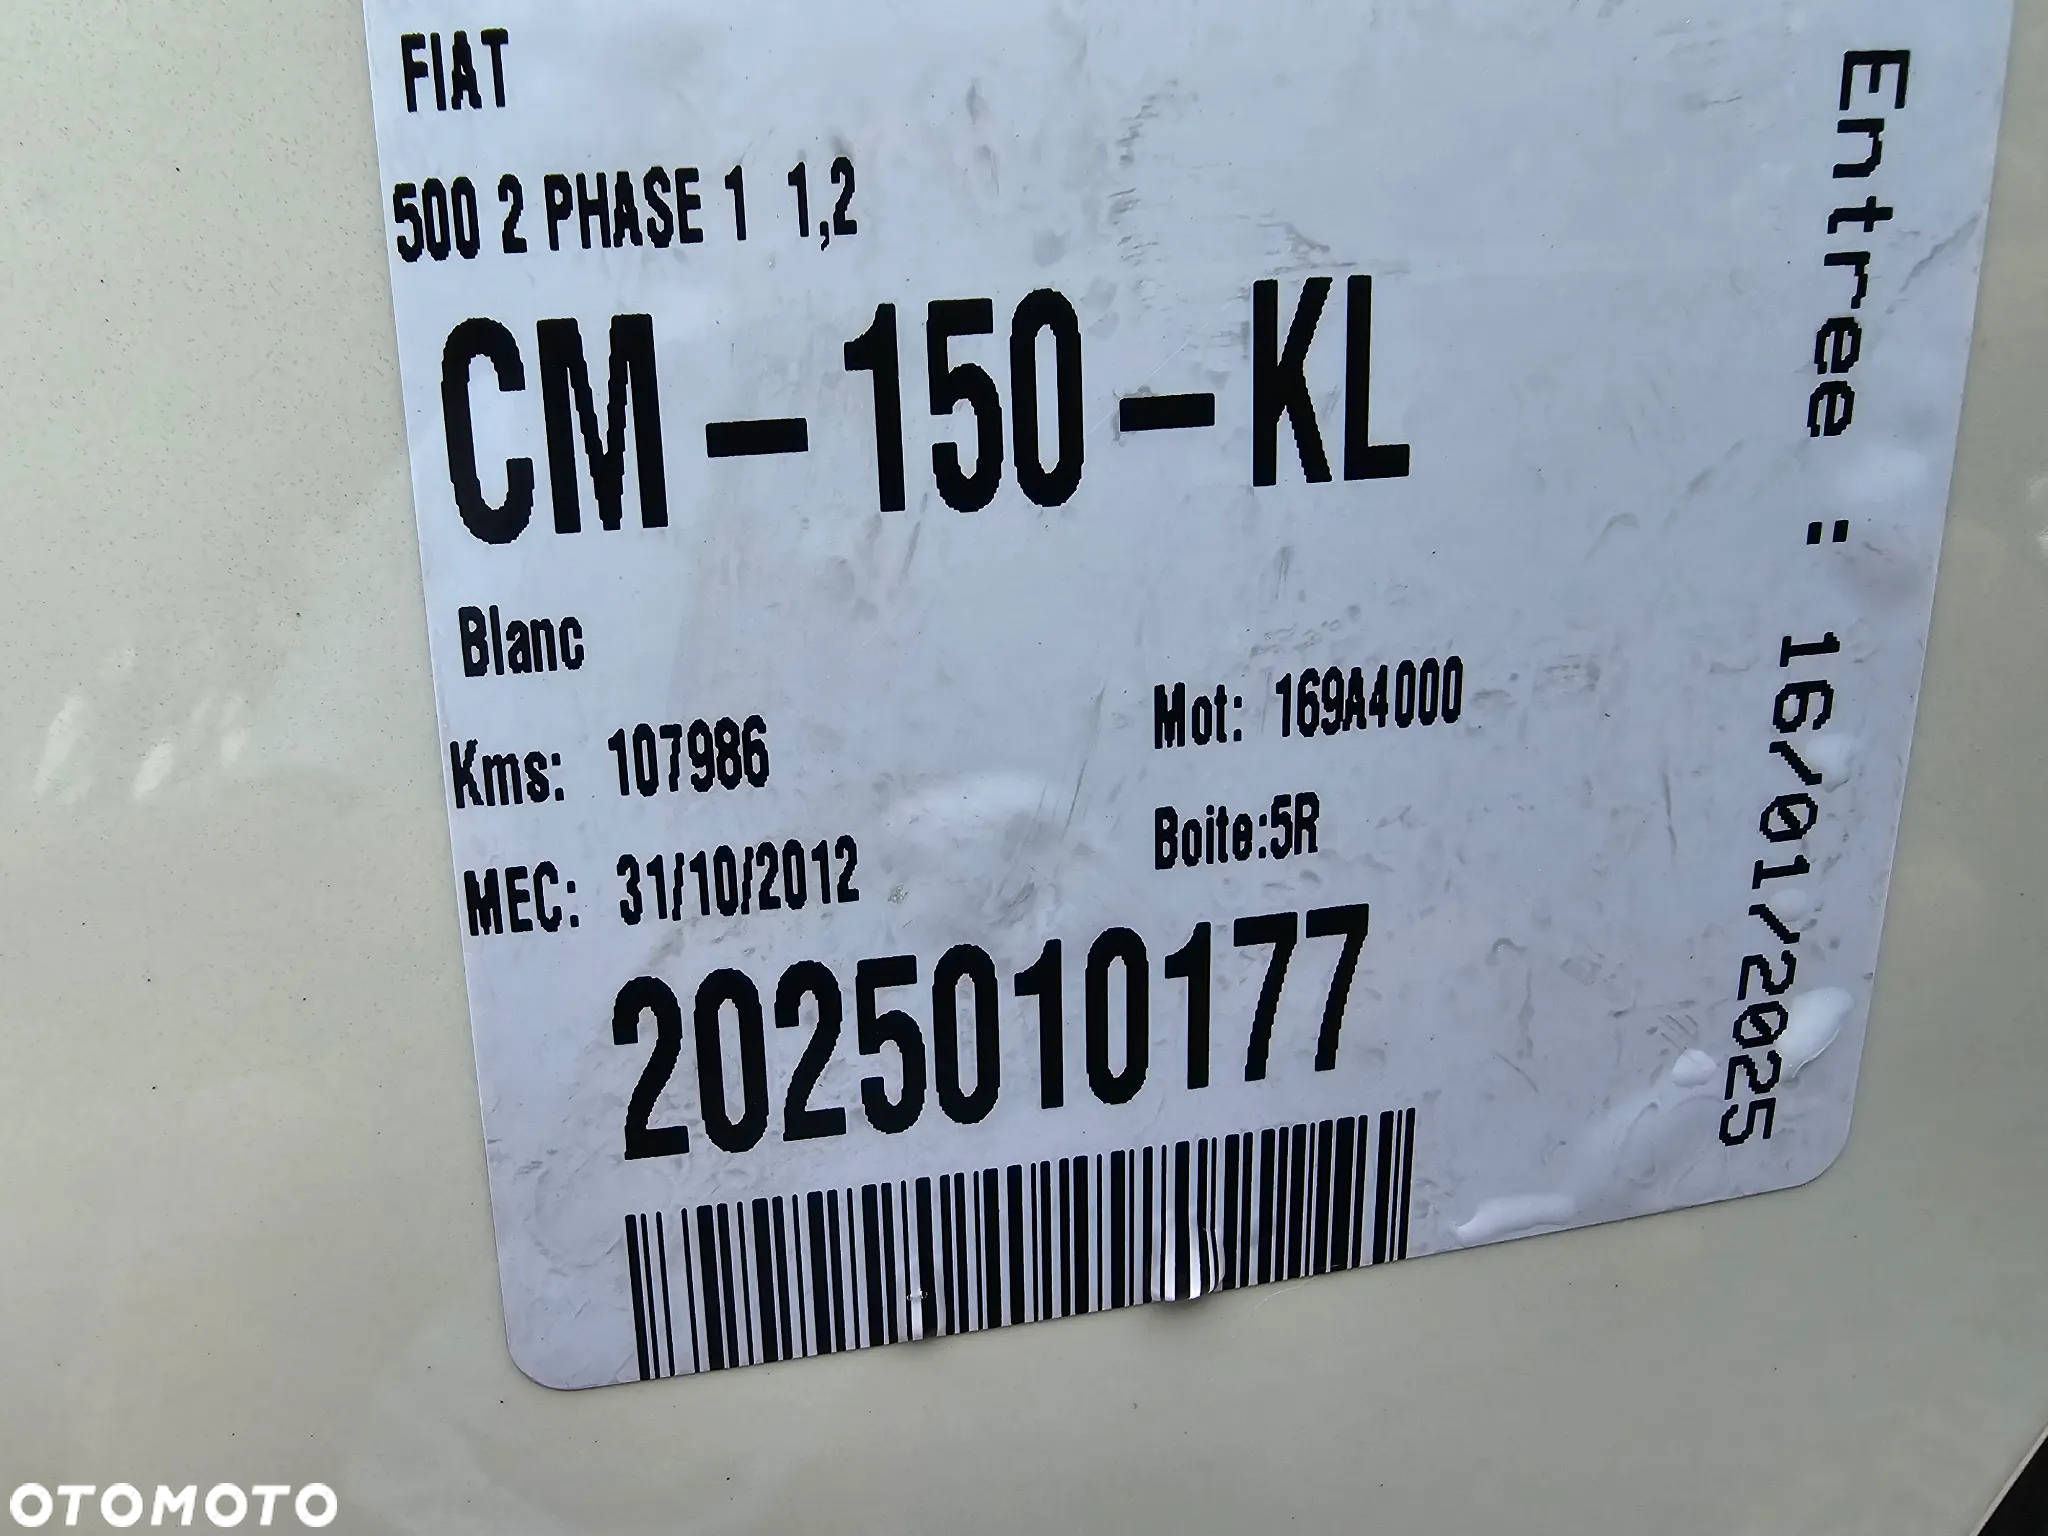 FIAT
500 2 PHASE 1 1,2
CM-150-KL
Blanc
Kms: 107986
Mot: 169A4000
MEC: 31/10/2012
Boite:5R
2025010177
Entree : 16/01/2025
OTOMOTO